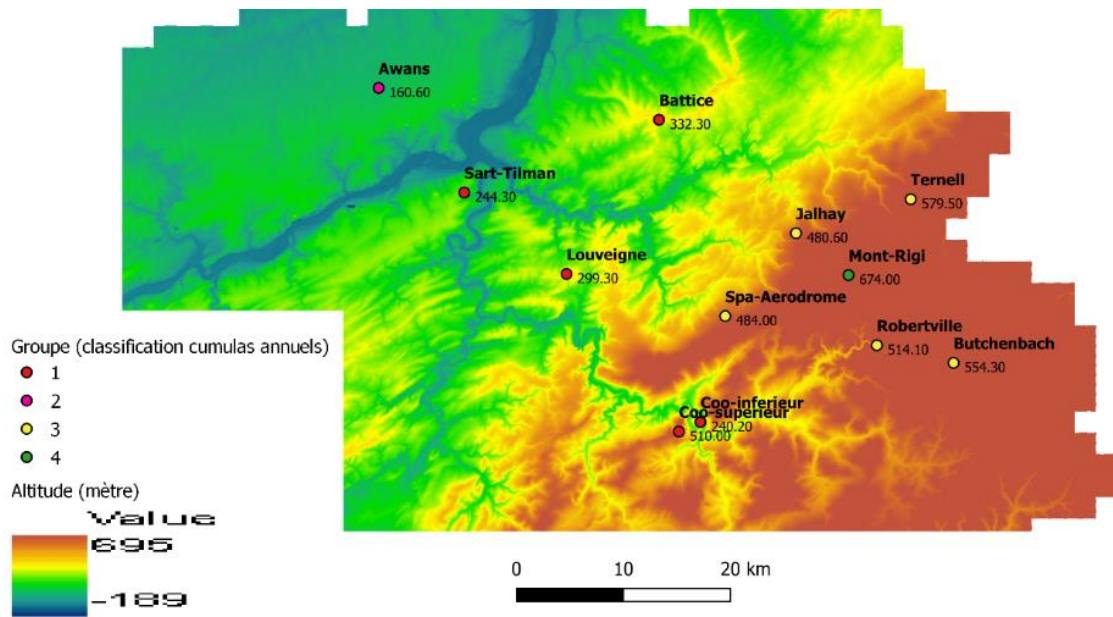 Awans
160.60
Battice
332.30
Sart-Tilman
244.30
Ternell
579.50
Jalhay
480.60
Louveigne
299.30
Mont-Rigi
674.00
Spa-Aerodrome
484.00
Robertville
514.10
Butchenbach
554.30
Coo-inferieur
240.20
Coo-superieur
510.00
Groupe (classification cumulas annuels)
1
2
3
4
Altitude (mètre)
Value
695
-189
0 10 20 km